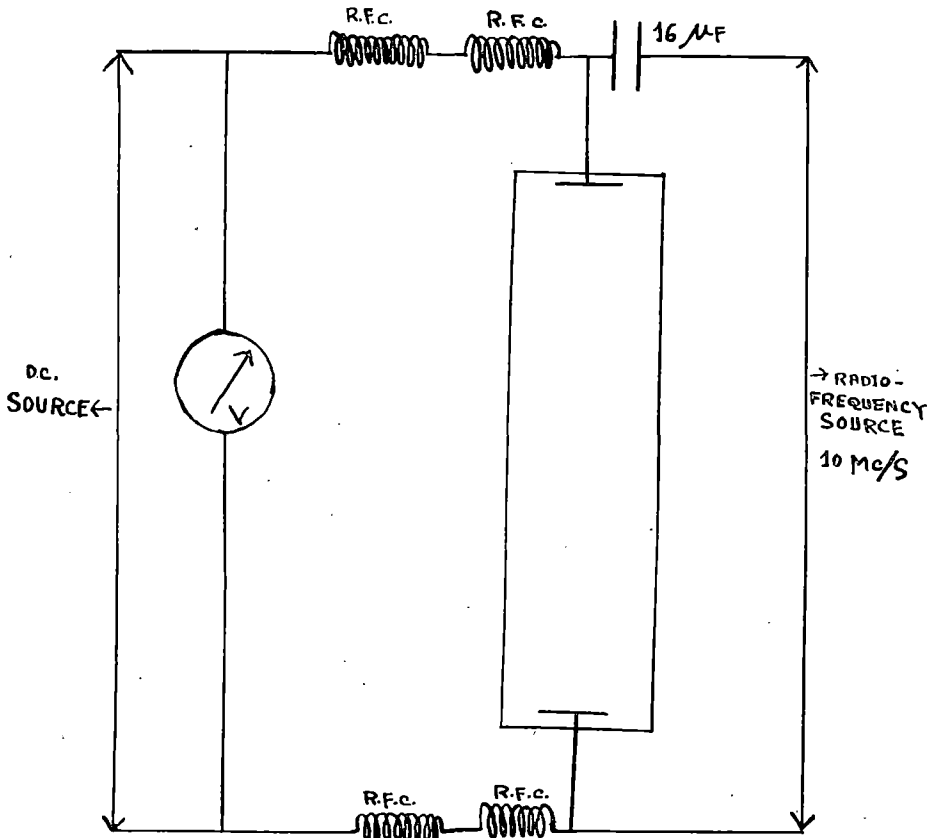 R.F.C.
R.F.C.
16 μF
D.C.
SOURCE
V
RADIO-
FREQUENCY
SOURCE
10 Mc/S
R.F.C.
R.F.C.